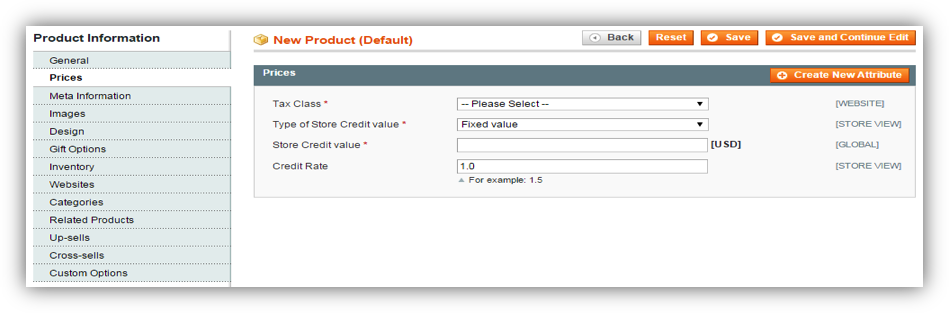 Product Information
General
Prices
Meta Information
Images
Design
Gift Options
Inventory
Websites
Categories
Related Products
Up-sells
Cross-sells
Custom Options
New Product (Default)
Back Reset Save Save and Continue Edit
Prices Create New Attribute
Tax Class * -- Please Select -- [WEBSITE]
Type of Store Credit value * Fixed value [STORE VIEW]
Store Credit value * [USD] [GLOBAL]
Credit Rate 1.0 [STORE VIEW]
For example: 1.5